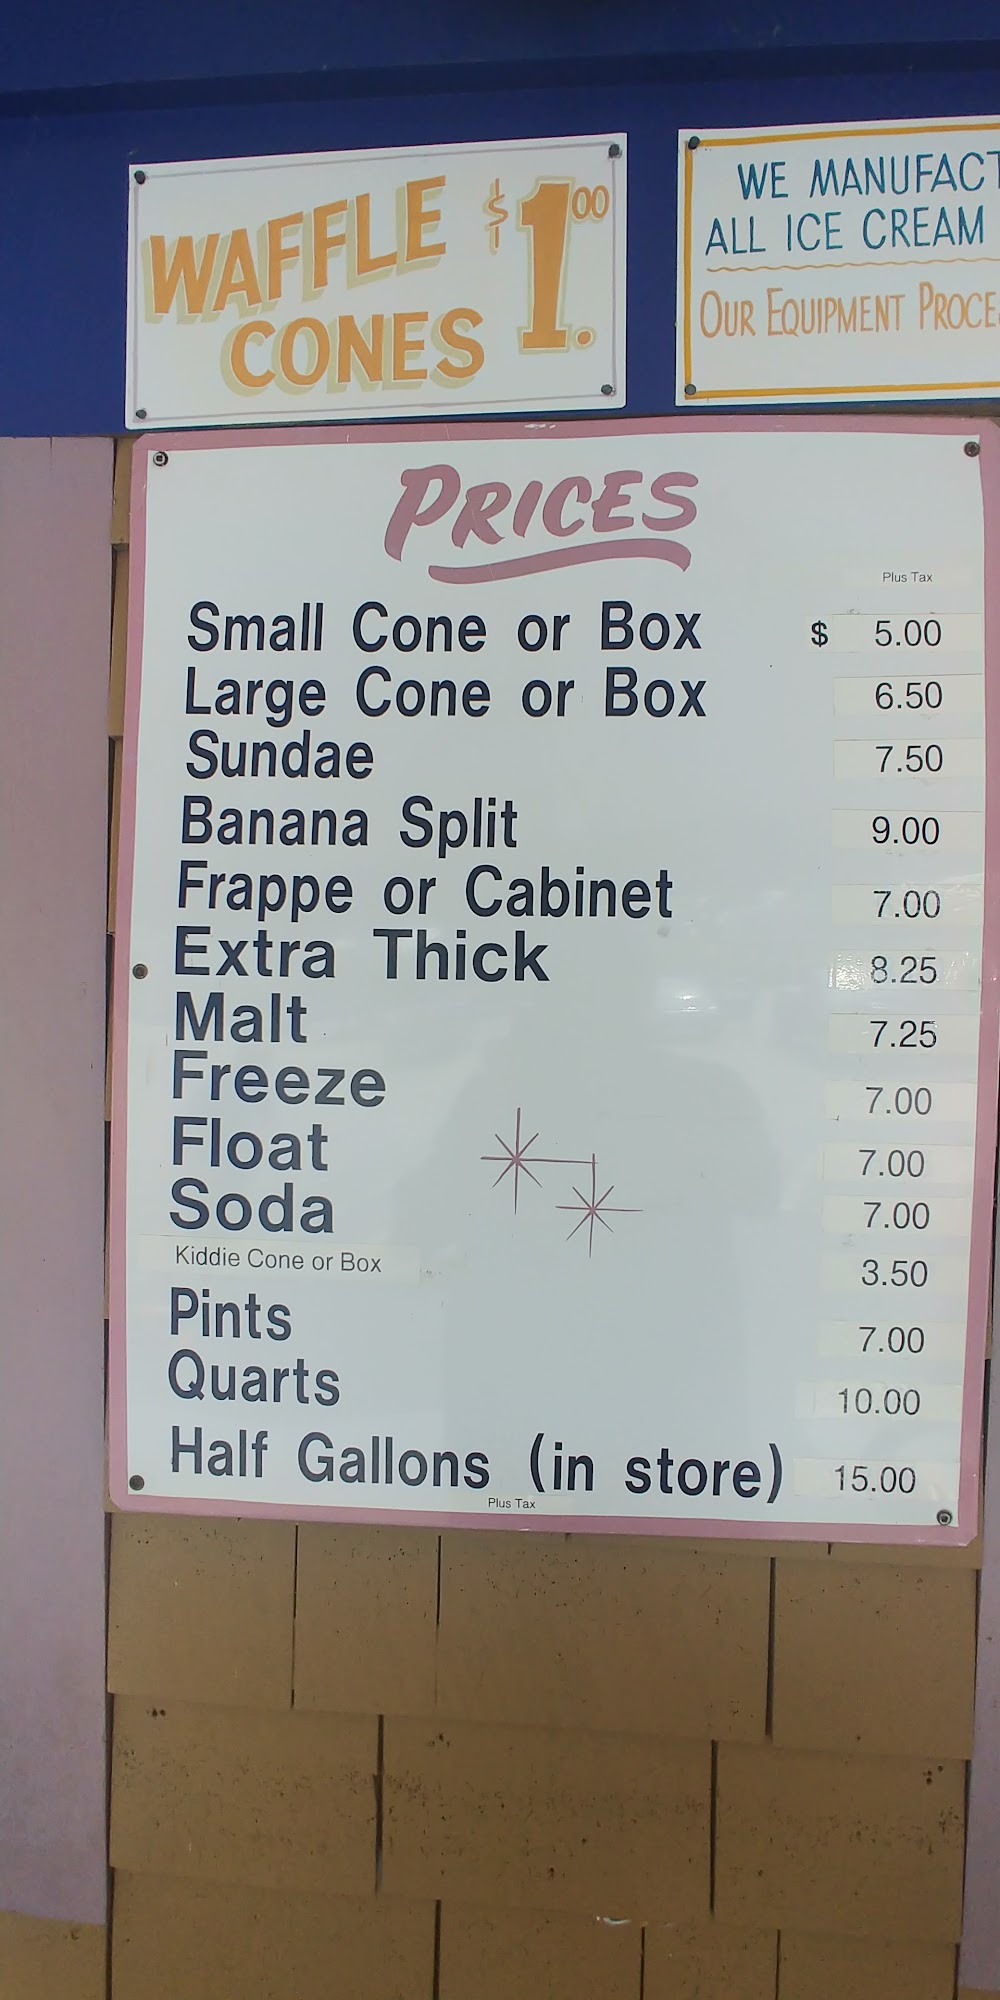 WAFFLE $1.00
CONES
WE MANUFACT
ALL ICE CREAM
OUR EQUIPMENT PROCE
PRICES
Plus Tax
Small Cone or Box $ 5.00
Large Cone or Box 6.50
Sundae 7.50
Banana Split 9.00
Frappe or Cabinet 7.00
Extra Thick 8.25
Malt 7.25
Freeze 7.00
Float 7.00
Soda 7.00
Kiddie Cone or Box 3.50
Pints 7.00
Quarts 10.00
Half Gallons (in store) 15.00
Plus Tax